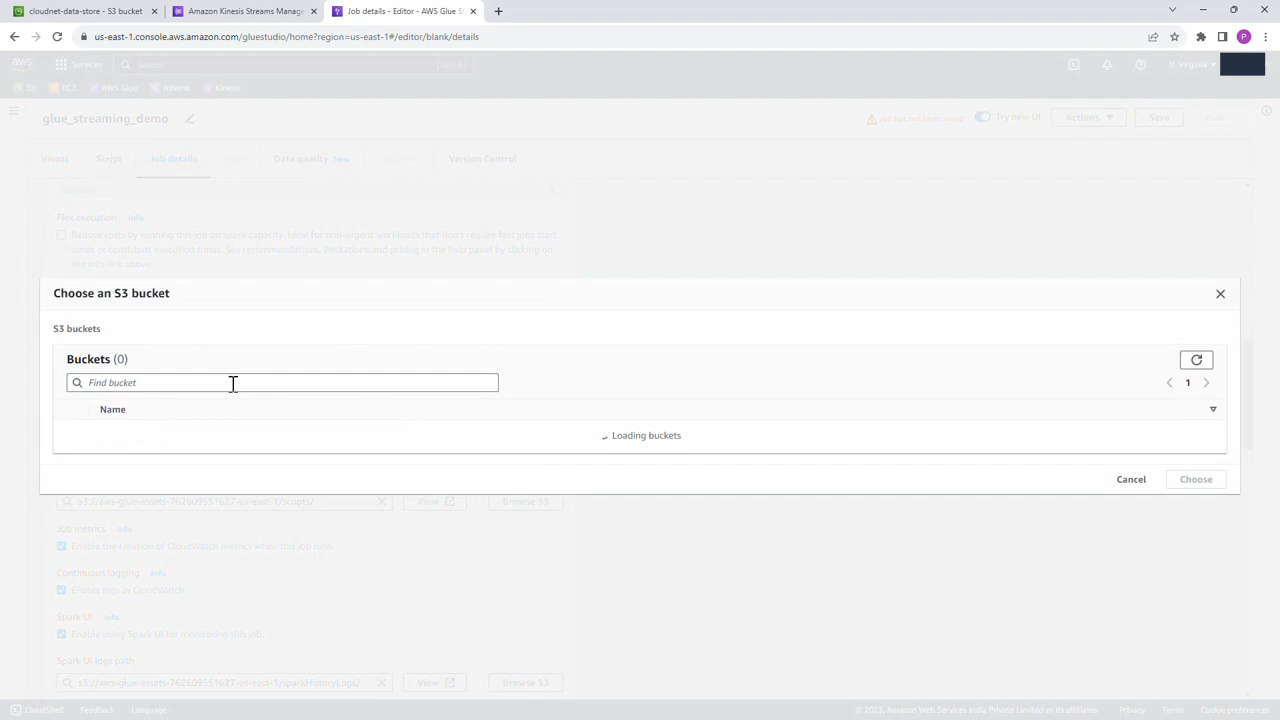 cloudnet-data-store - S3 bucket
Amazon Kinesis Streams Manage
Job details - Editor - AWS Glue S
us-east-1.console.aws.amazon.com/gluestudio/home?region=us-east-1#/editor/blank/details
P
aws
Services
Search
[Alt+S]
N. Virginia
S3
EC2
AWS Glue
Athena
Kinesis
glue_streaming_demo
Job has not been saved
Try new UI
Actions
Save
Run
Visual
Script
Job details
Runs
Data quality New
Version Control
Flex execution Info
Reduce costs by running this job on spare capacity. Ideal for non-urgent workloads that don't require fast jobs start
times or consistent execution times. See recommendations, limitations and pricing in the help panel by clicking on
the Info link above.
Choose an S3 bucket
S3 buckets
Buckets (0)
Find bucket
1
Name
Loading buckets
Cancel
Choose
s3://aws-glue-assets-762609551627-us-east-1/scripts/
View
Browse S3
Job metrics Info
Enable the creation of CloudWatch metrics when this job runs.
Continuous logging Info
Enable logs in CloudWatch.
Spark UI Info
Enable using Spark UI for monitoring this job.
Spark UI logs path
s3://aws-glue-assets-762609551627-us-east-1/sparkHistoryLogs/
View
Browse S3
CloudShell
Feedback
Language
© 2023, Amazon Web Services India Private Limited or its affiliates.
Privacy
Terms
Cookie preferences